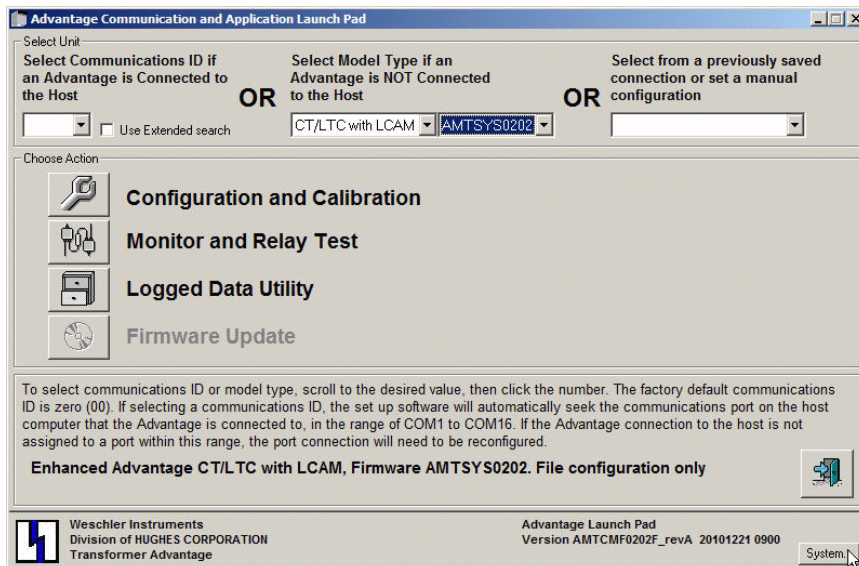 Advantage Communication and Application Launch Pad
Select Unit
Select Communications ID if
an Advantage is Connected to
the Host
OR
Select Model Type if an
Advantage is NOT Connected
to the Host
OR
Select from a previously saved
connection or set a manual
configuration
Use Extended search
CT/LTC with LCAM
AMTSYS0202
Choose Action
Configuration and Calibration
Monitor and Relay Test
Logged Data Utility
Firmware Update
To select communications ID or model type, scroll to the desired value, then click the number. The factory default communications
ID is zero (00). If selecting a communications ID, the set up software will automatically seek the communications port on the host
computer that the Advantage is connected to, in the range of COM1 to COM16. If the Advantage connection to the host is not
assigned to a port within this range, the port connection will need to be reconfigured.
Enhanced Advantage CT/LTC with LCAM, Firmware AMTSYS0202. File configuration only
Weschler Instruments
Division of HUGHES CORPORATION
Transformer Advantage
Advantage Launch Pad
Version AMTCMF0202F_revA 20101221 0900
System.